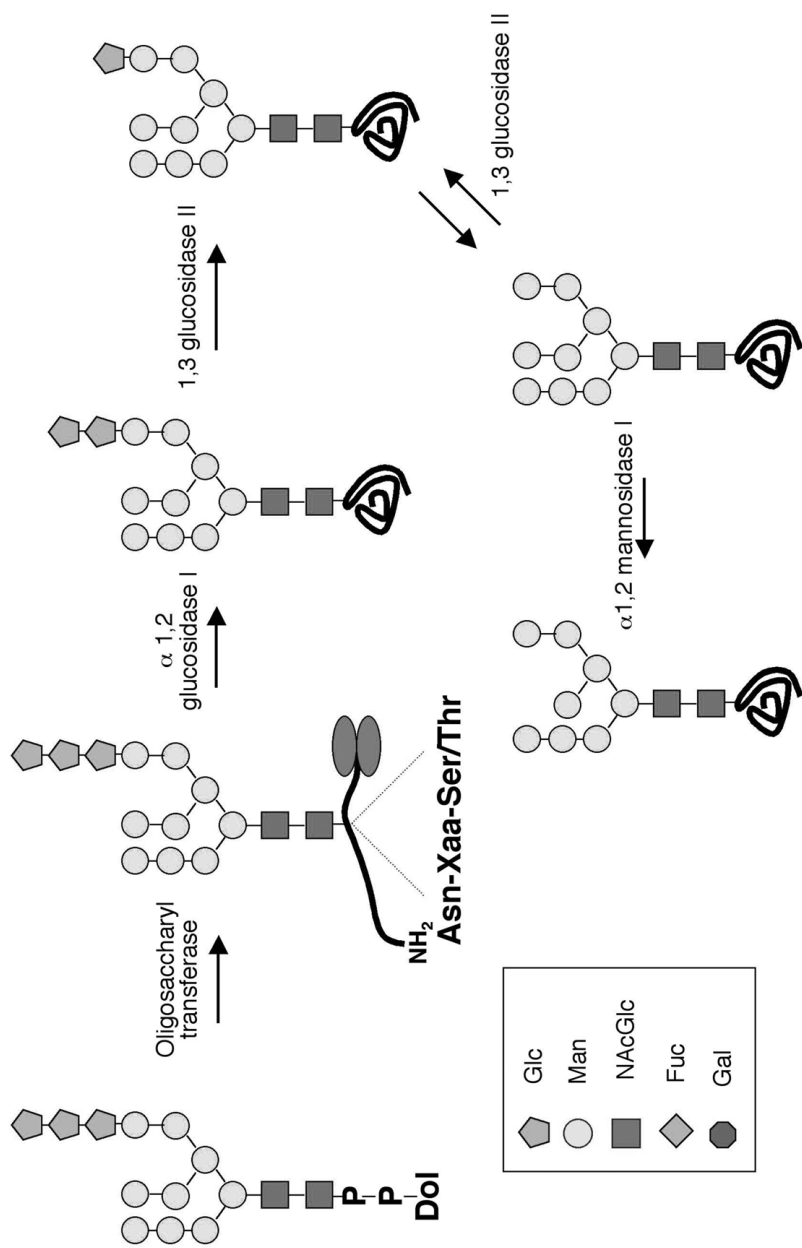 Oligosaccharyl
transferase
α 1,2
glucosidase I
1,3 glucosidase II
P
P
Dol
NH2
Asn-Xaa-Ser/Thr
1,3 glucosidase II
α1,2 mannosidase I
Glc
Man
NAcGlc
Fuc
Gal